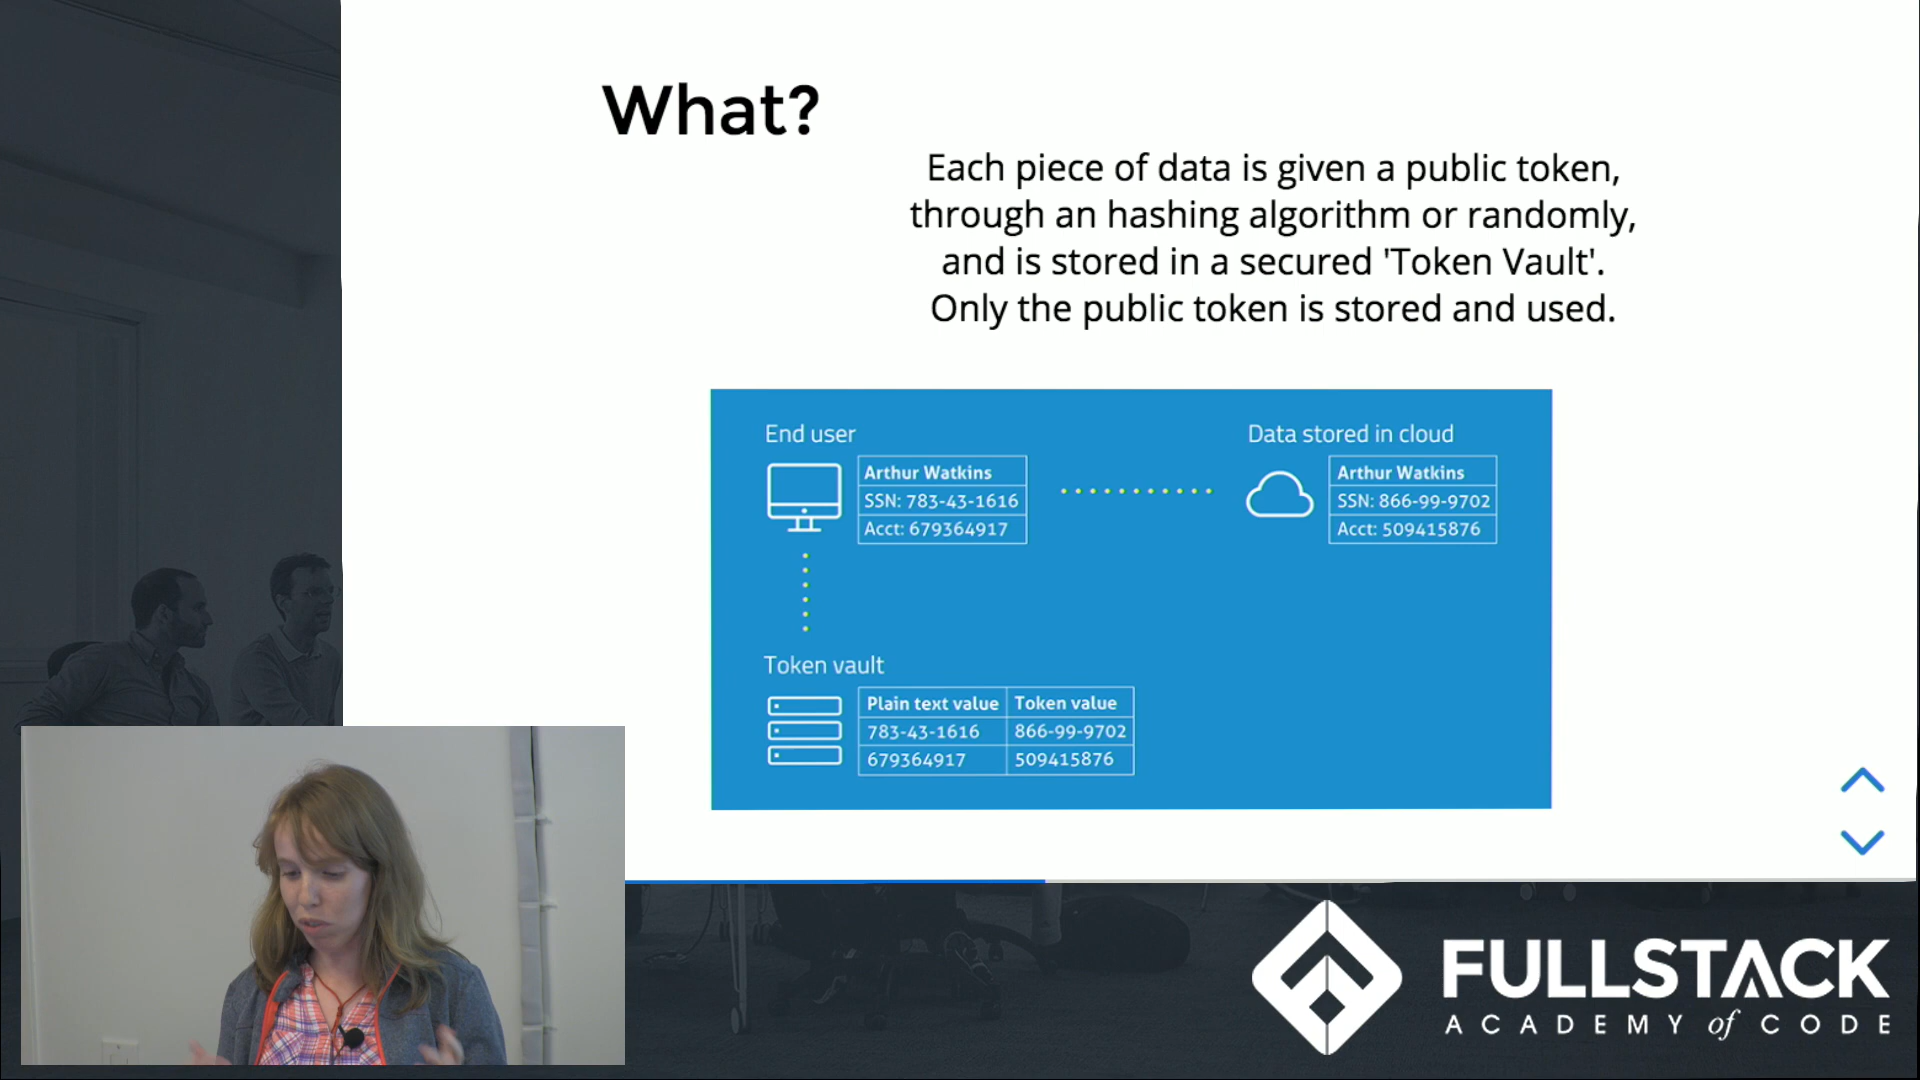 What?
Each piece of data is given a public token,
through an hashing algorithm or randomly,
and is stored in a secured 'Token Vault'.
Only the public token is stored and used.
End user
Arthur Watkins
SSN: 783-43-1616
Acct: 679364917
Data stored in cloud
Arthur Watkins
SSN: 866-99-9702
Acct: 509415876
Token vault
Plain text value Token value
783-43-1616 866-99-9702
679364917 509415876
FULLSTACK
ACADEMY of CODE